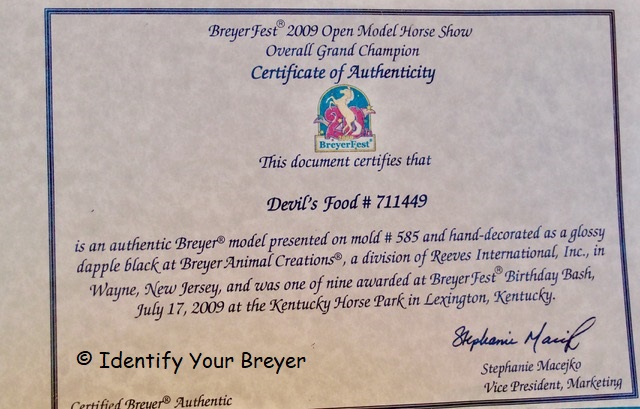 BreyerFest® 2009 Open Model Horse Show
Overall Grand Champion
Certificate of Authenticity
BreyerFest®
This document certifies that
Devil's Food # 711449
is an authentic Breyer® model presented on mold # 585 and hand-decorated as a glossy
dapple black at Breyer Animal Creations®, a division of Reeves International, Inc., in
Wayne, New Jersey, and was one of nine awarded at BreyerFest® Birthday Bash,
July 17, 2009 at the Kentucky Horse Park in Lexington, Kentucky.
Stephanie Macejko
Vice President, Marketing
© Identify Your Breyer
Certified Breyer® Authentic